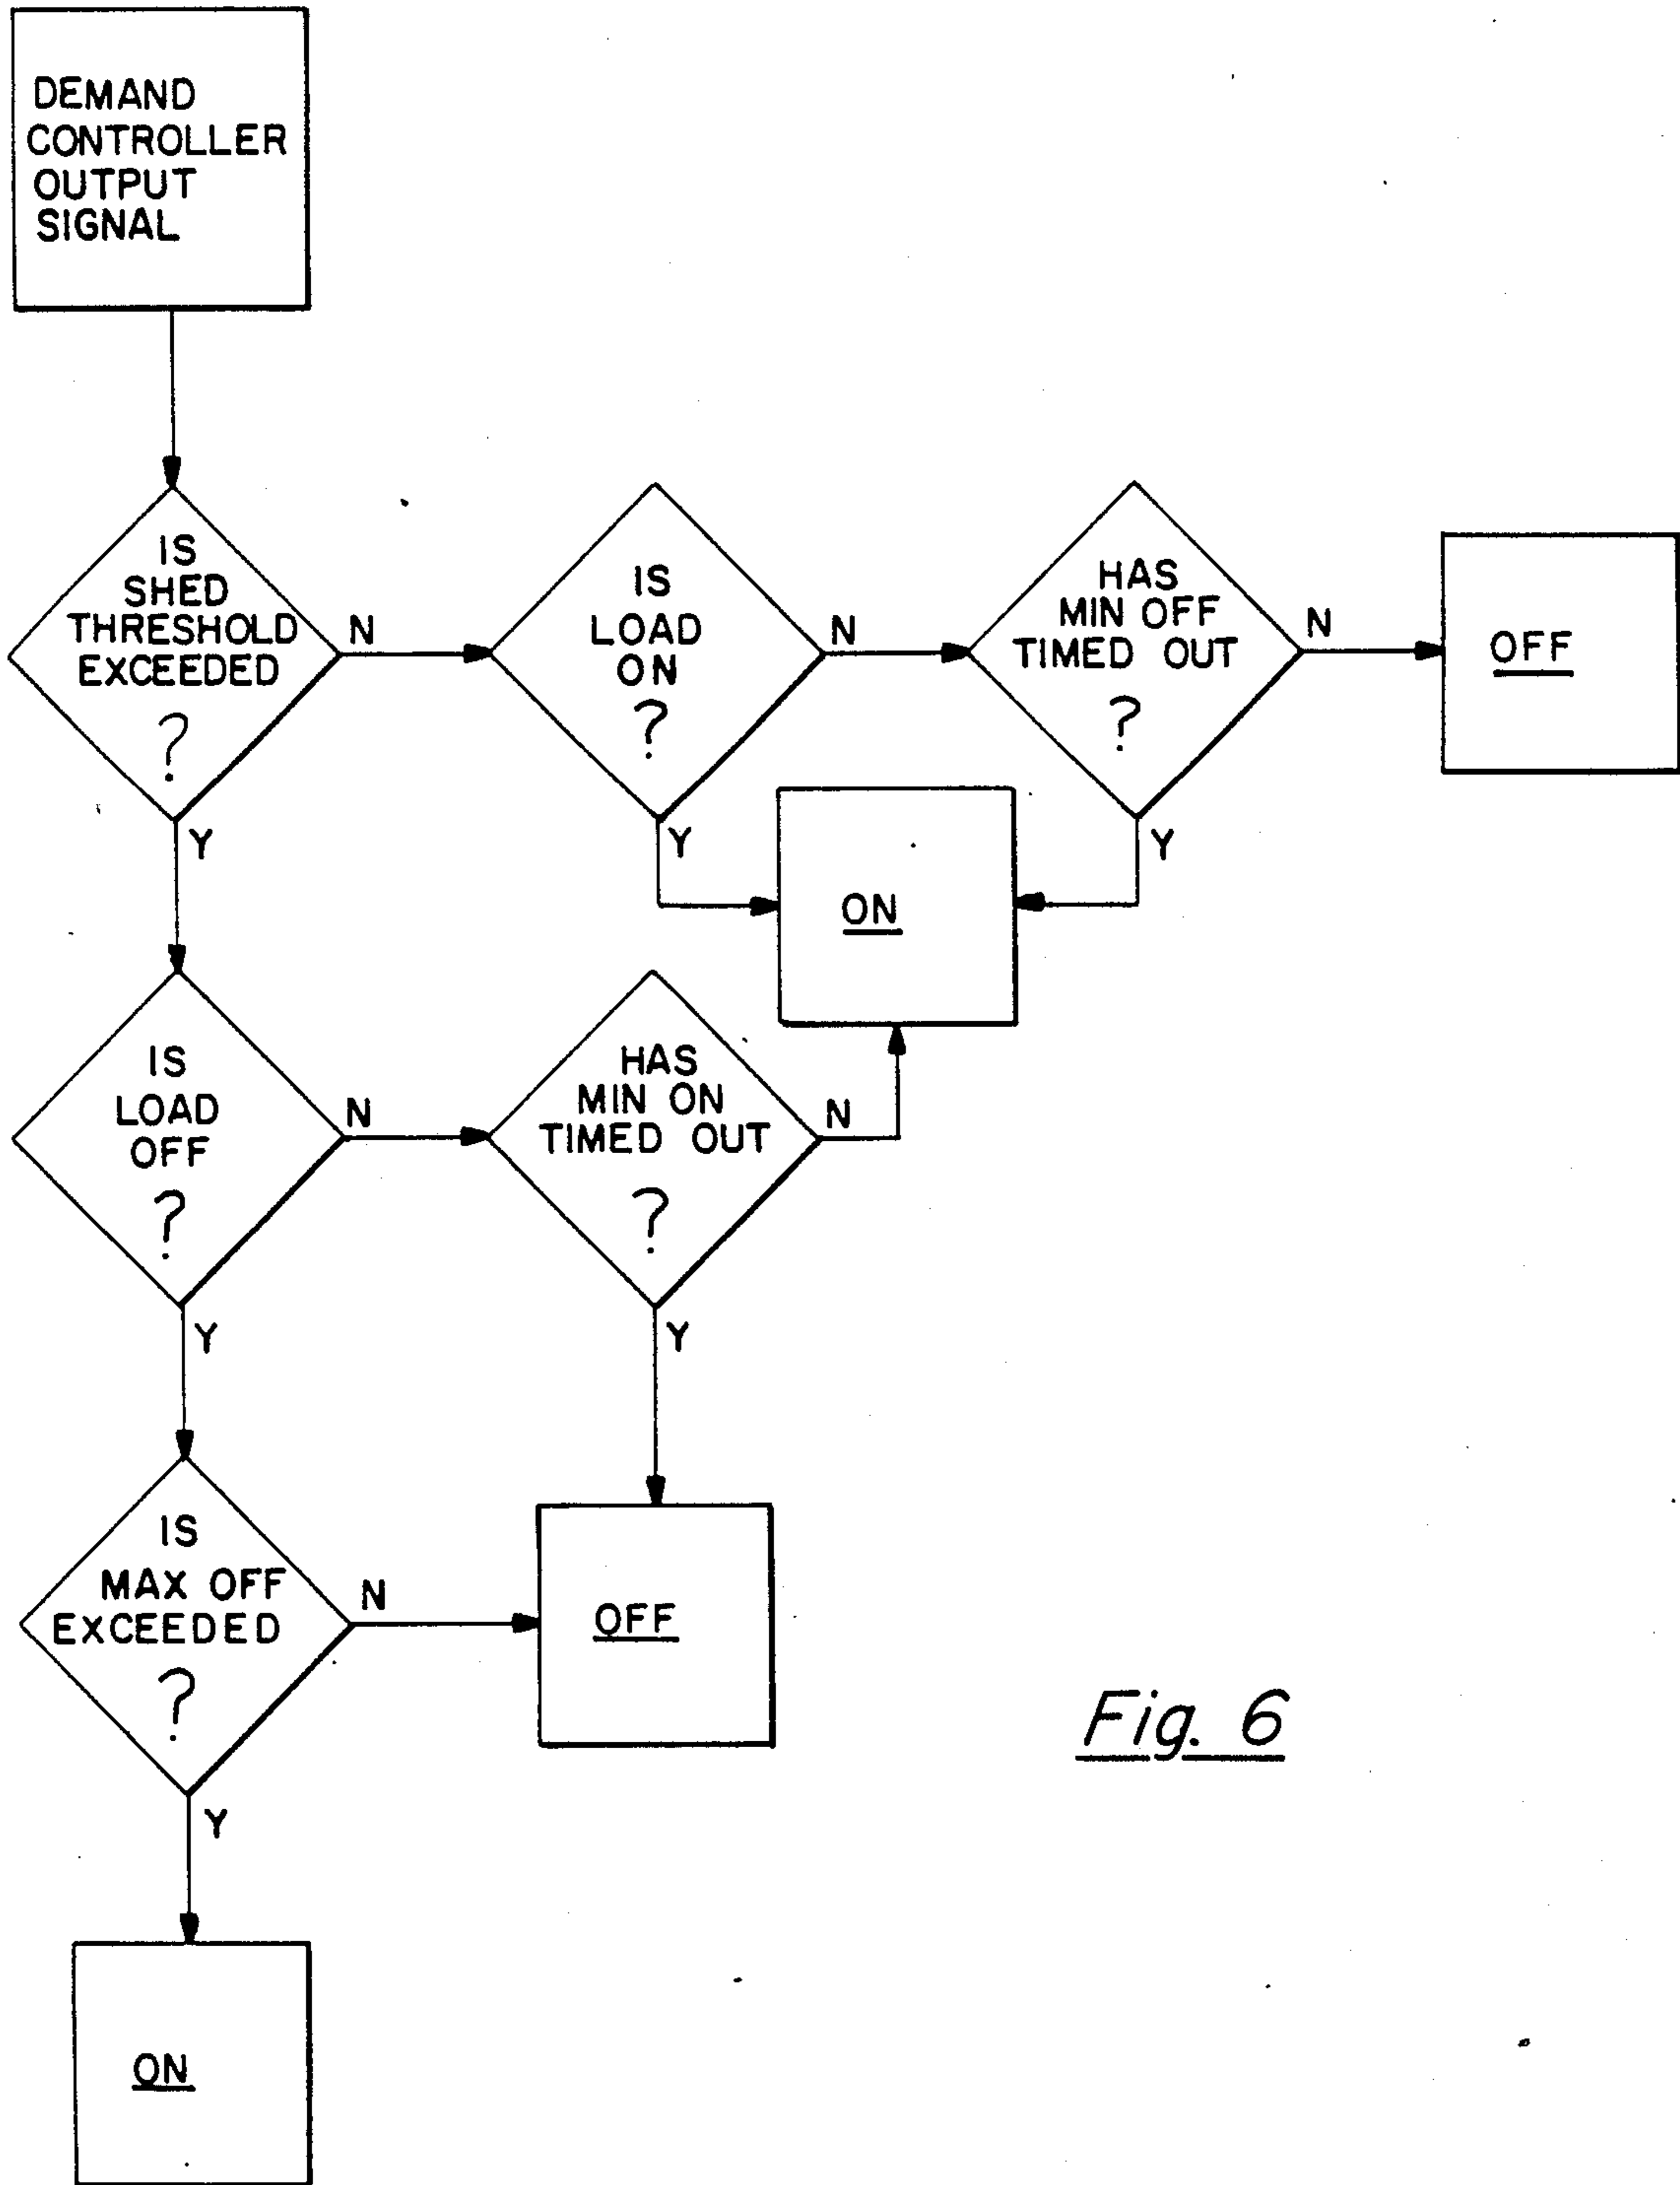 DEMAND
CONTROLLER
OUTPUT
SIGNAL
IS
SHED
THRESHOLD
EXCEEDED
?
N
Y
IS
LOAD
ON
?
N
Y
HAS
MIN OFF
TIMED OUT
?
N
Y
OFF
ON
IS
LOAD
OFF
?
N
Y
HAS
MIN ON
TIMED OUT
?
N
Y
IS
MAX OFF
EXCEEDED
?
N
Y
OFF
ON
Fig. 6